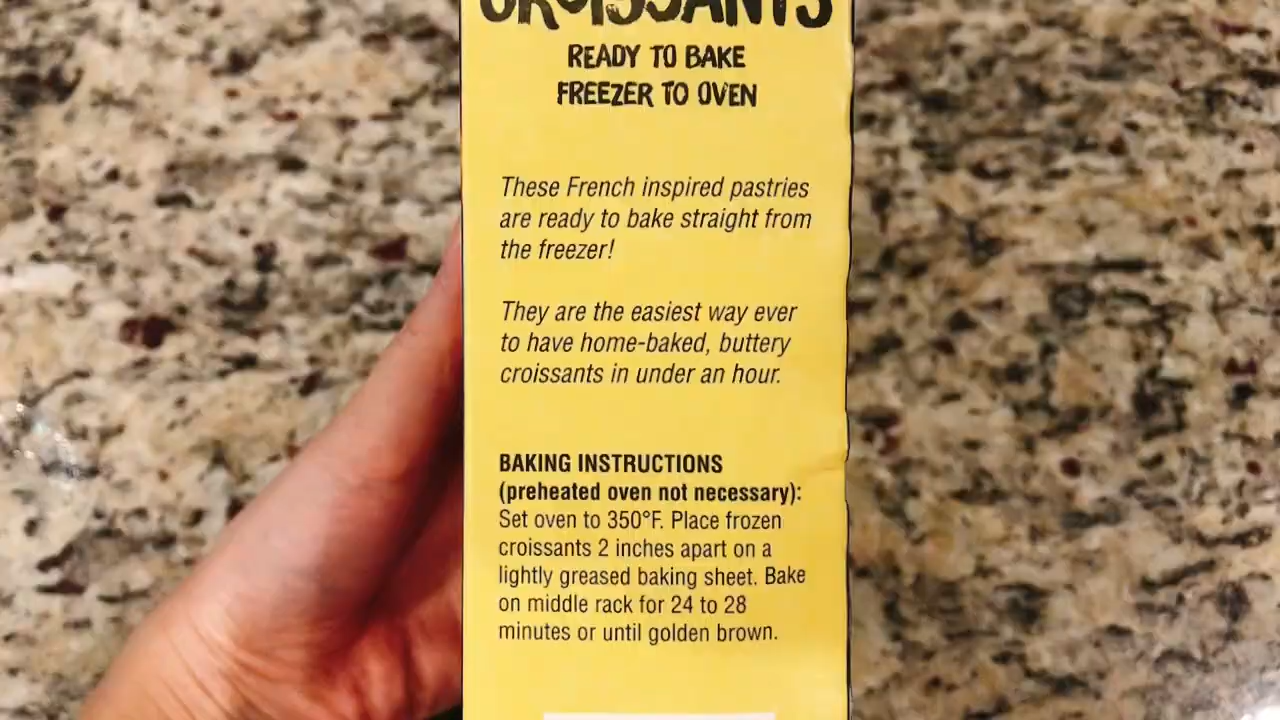 CROISSANTS
READY TO BAKE
FREEZER TO OVEN
These French inspired pastries
are ready to bake straight from
the freezer!
They are the easiest way ever
to have home-baked, buttery
croissants in under an hour.
BAKING INSTRUCTIONS
(preheated oven not necessary):
Set oven to 350°F. Place frozen
croissants 2 inches apart on a
lightly greased baking sheet. Bake
on middle rack for 24 to 28
minutes or until golden brown.